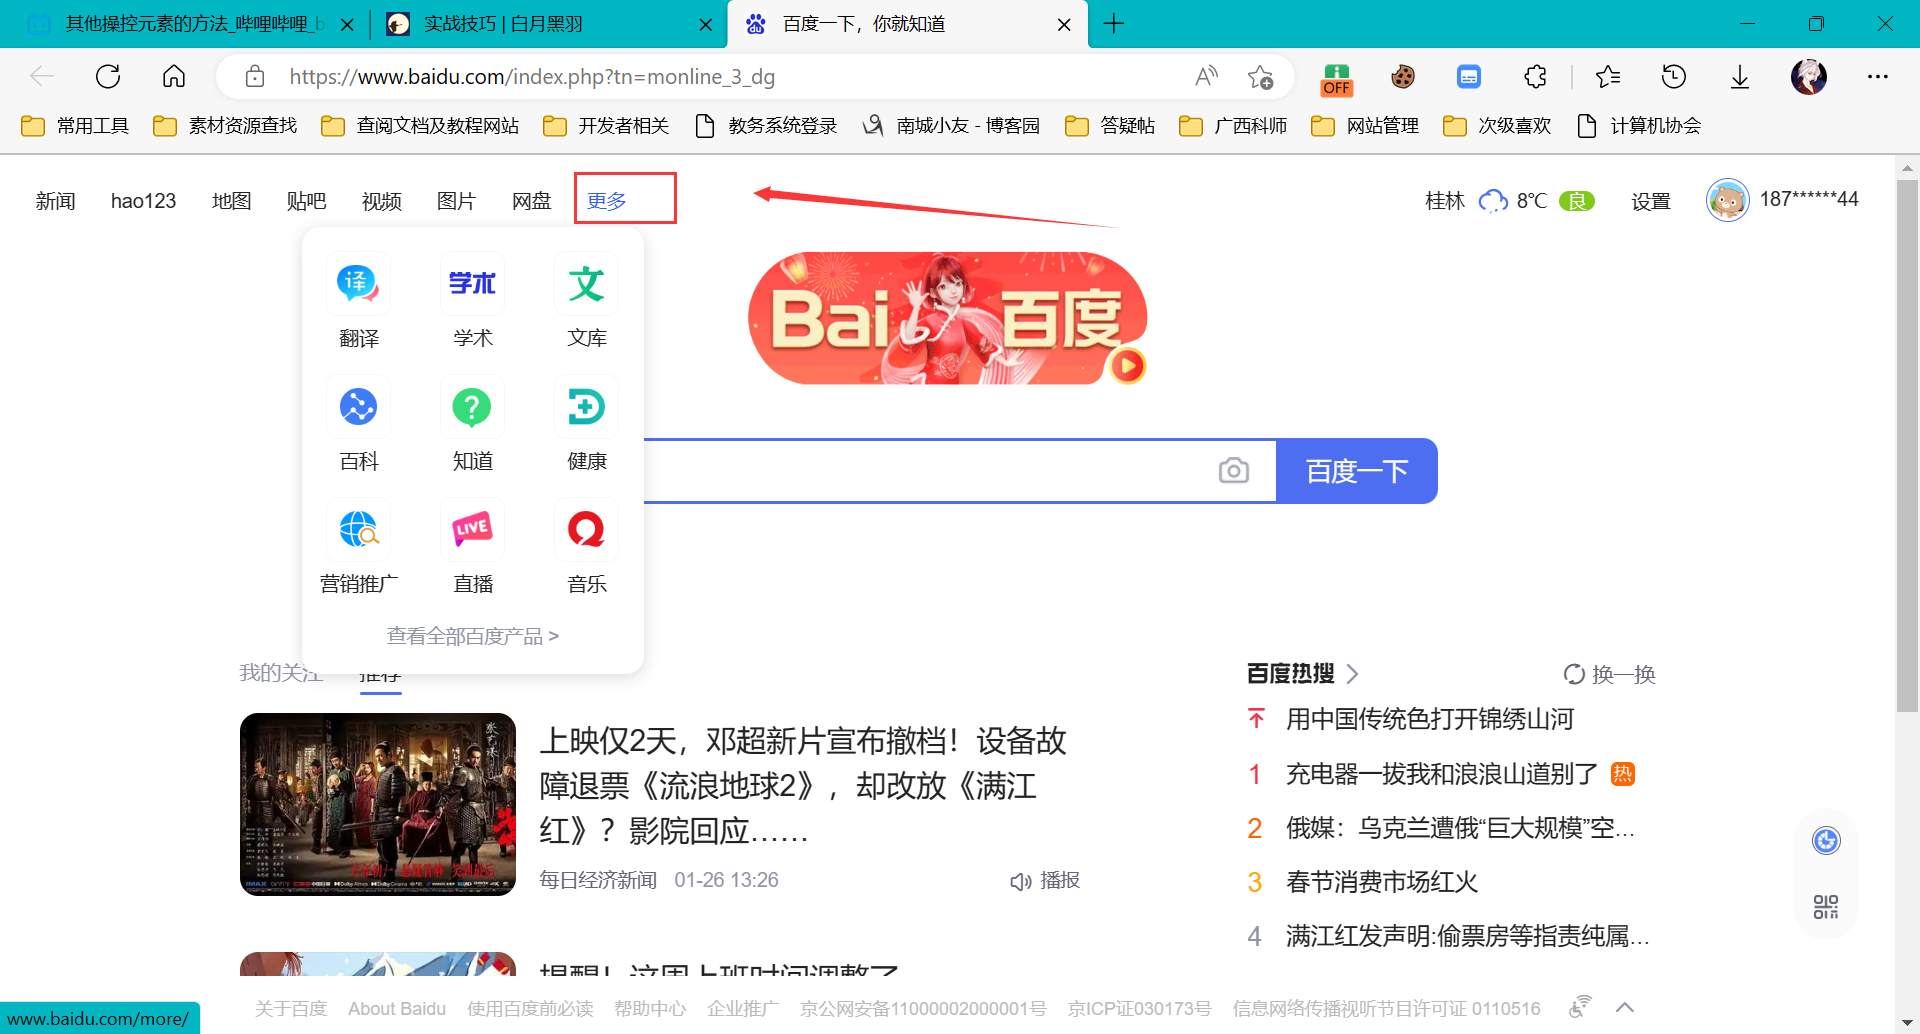 其他操控元素的方法_哔哩哔哩_b
实战技巧 | 白月黑羽
百度一下，你就知道
https://www.baidu.com/index.php?tn=monline_3_dg
OFF
常用工具
素材资源查找
查阅文档及教程网站
开发者相关
教务系统登录
南城小友 - 博客园
答疑帖
广西科师
网站管理
次级喜欢
计算机协会
新闻
hao123
地图
贴吧
视频
图片
网盘
更多
桂林
8℃
良
设置
187******44
译
学术
文
翻译
学术
文库
Bai 百度
?
百科
知道
健康
百度一下
LIVE
营销推广
直播
音乐
查看全部百度产品 >
我的关注
推荐
百度热搜
换一换
上映仅2天，邓超新片宣布撤档！设备故
障退票《流浪地球2》，却改放《满江
红》？影院回应……
每日经济新闻 01-26 13:26
播报
用中国传统色打开锦绣山河
1 充电器一拔我和浪浪山道别了 热
2 俄媒：乌克兰遭俄“巨大规模”空...
3 春节消费市场红火
4 满江红发声明:偷票房等指责纯属...
提醒！这周上班时间调整了
关于百度
About Baidu
使用百度前必读
帮助中心
企业推广
京公网安备11000002000001号
京ICP证030173号
信息网络传播视听节目许可证 0110516
www.baidu.com/more/